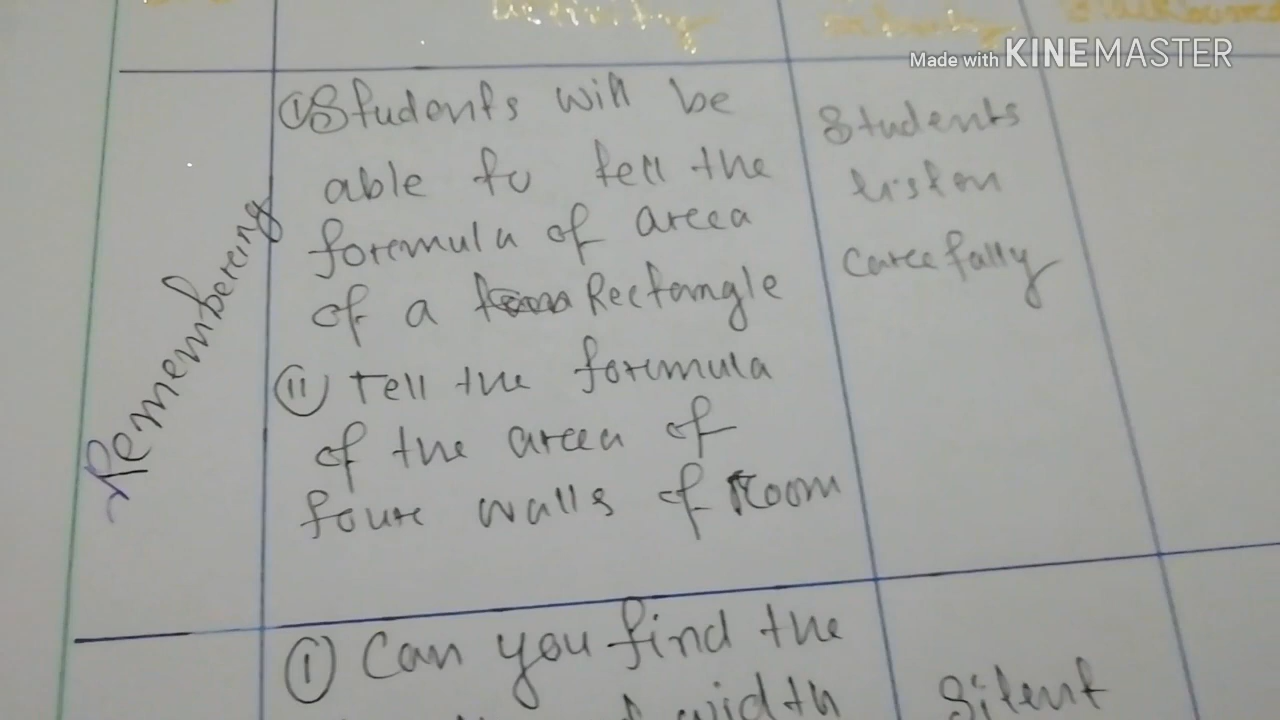 Made with KINEMASTER
Remembering
(i) Students will be
able to tell the
formula of area
of a Rectangle
(ii) Tell the formula
of the area of
four walls of Room
Students
listen
carefully
(i) Can you find the
width
Silent